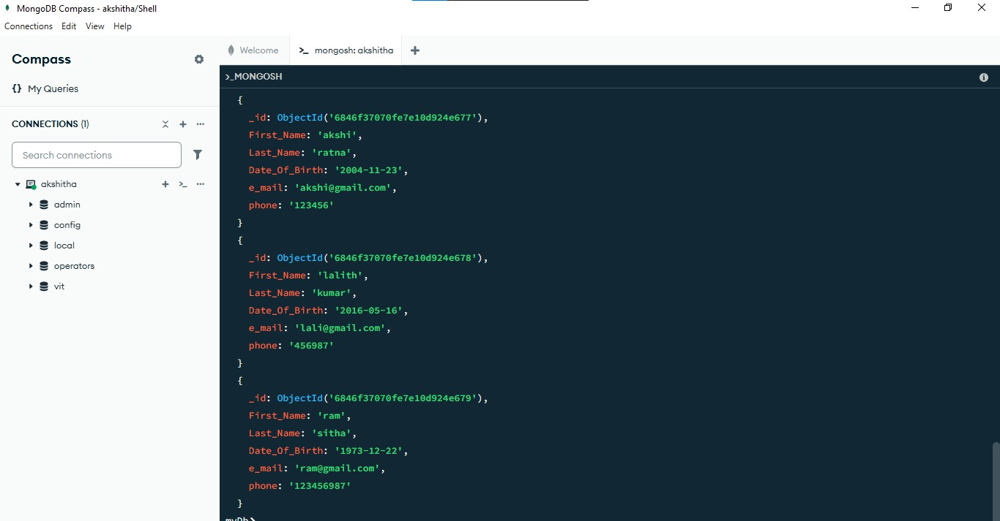 MongoDB Compass - akshitha/Shell
Connections Edit View Help
Compass
{} My Queries
CONNECTIONS (1)
Search connections
akshitha
admin
config
local
operators
vit
Welcome
>_ mongosh: akshitha
>_MONGOSH
{
_id: ObjectId('6846f37070fe7e10d924e677'),
First_Name: 'akshi',
Last_Name: 'ratna',
Date_Of_Birth: '2004-11-23',
e_mail: 'akshi@gmail.com',
phone: '123456'
}
{
_id: ObjectId('6846f37070fe7e10d924e678'),
First_Name: 'lalith',
Last_Name: 'kumar',
Date_Of_Birth: '2016-05-16',
e_mail: 'lali@gmail.com',
phone: '456987'
}
{
_id: ObjectId('6846f37070fe7e10d924e679'),
First_Name: 'ram',
Last_Name: 'sitha',
Date_Of_Birth: '1973-12-22',
e_mail: 'ram@gmail.com',
phone: '123456987'
}
myDb>